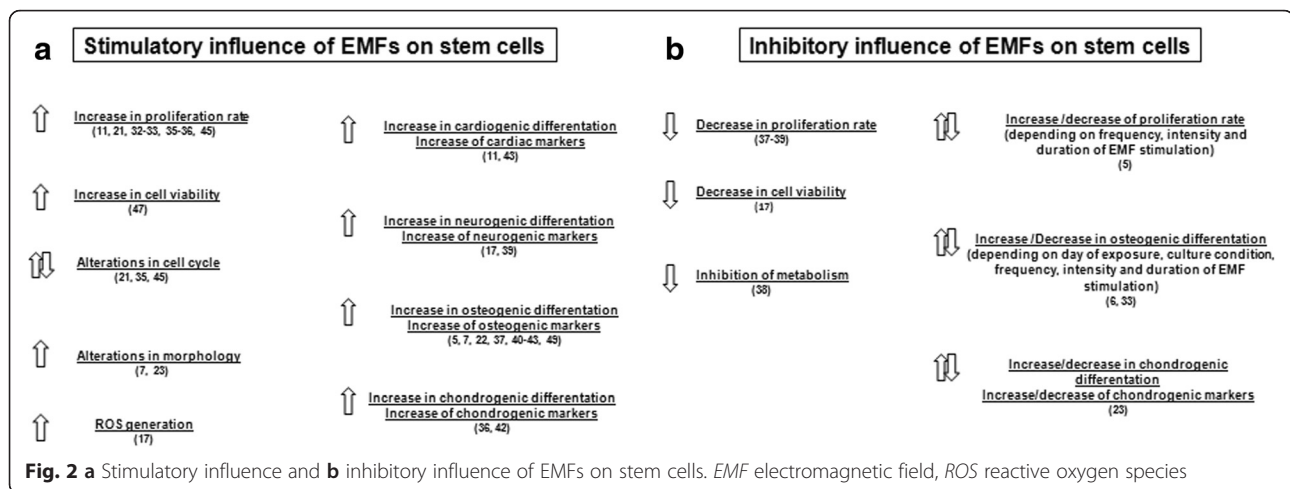 a Stimulatory influence of EMFs on stem cells
Increase in proliferation rate
(11, 21, 32-33, 35-36, 45)
Increase in cell viability
(47)
Alterations in cell cycle
(21, 35, 45)
Alterations in morphology
(7, 23)
ROS generation
(17)
Increase in cardiogenic differentation
Increase of cardiac markers
(11, 43)
Increase in neurogenic differentation
Increase of neurogenic markers
(17, 39)
Increase in osteogenic differentation
Increase of osteogenic markers
(5, 7, 22, 37, 40-43, 49)
Increase in chondrogenic differentation
Increase of chondrogenic markers
(36, 42)
b Inhibitory influence of EMFs on stem cells
Decrease in proliferation rate
(37-39)
Decrease in cell viability
(17)
Inhibition of metabolism
(38)
Increase /decrease of proliferation rate
(depending on frequency, intensity and
duration of EMF stimulation)
(5)
Increase /Decrease in osteogenic differentation
(depending on day of exposure, culture condition,
frequency, intensity and duration of EMF
stimulation)
(6, 33)
Increase/decrease in chondrogenic
differentation
Increase/decrease of chondrogenic markers
(23)
Fig. 2 a Stimulatory influence and b inhibitory influence of EMFs on stem cells. EMF electromagnetic field, ROS reactive oxygen species